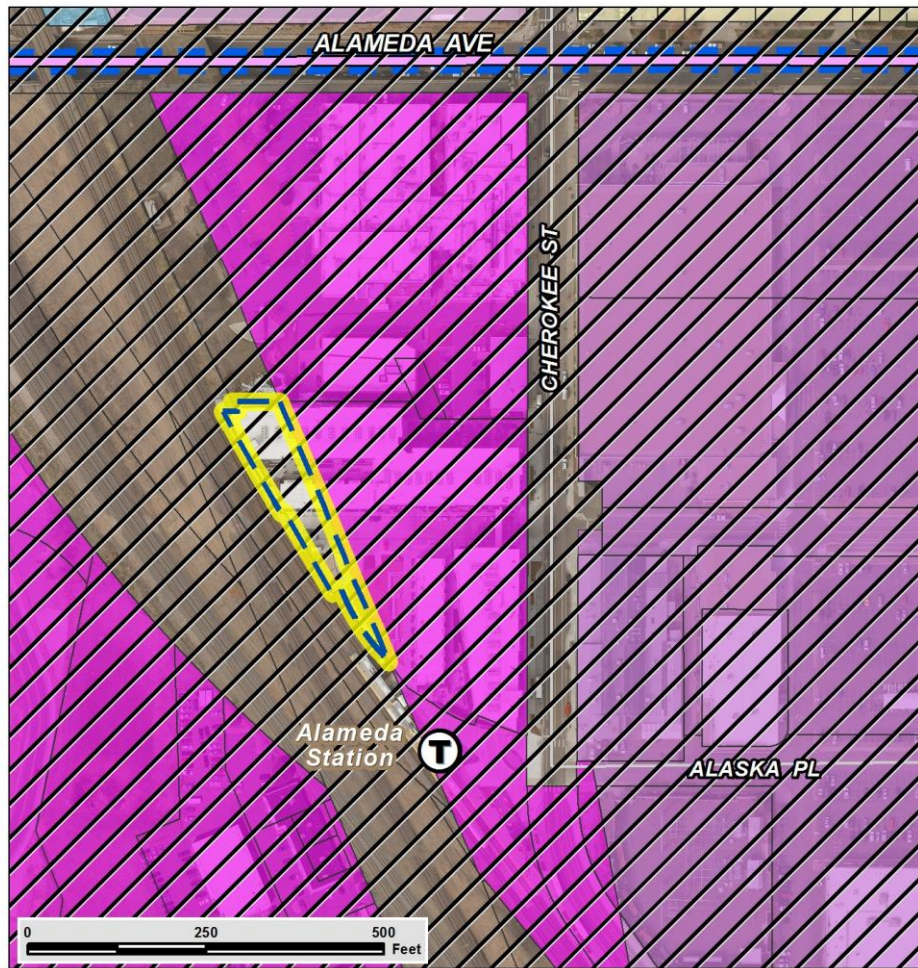 ALAMEDA AVE
CHEROKEE ST
Alameda
Station
T
ALASKA PL
0 250 500
Feet